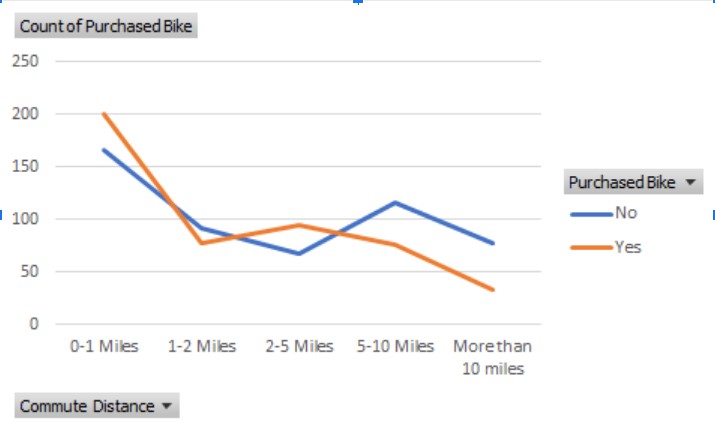 Count of Purchased Bike
250
200
150
100
50
0
0-1 Miles
1-2 Miles
2-5 Miles
5-10 Miles
More than
10 miles
Purchased Bike
No
Yes
Commute Distance